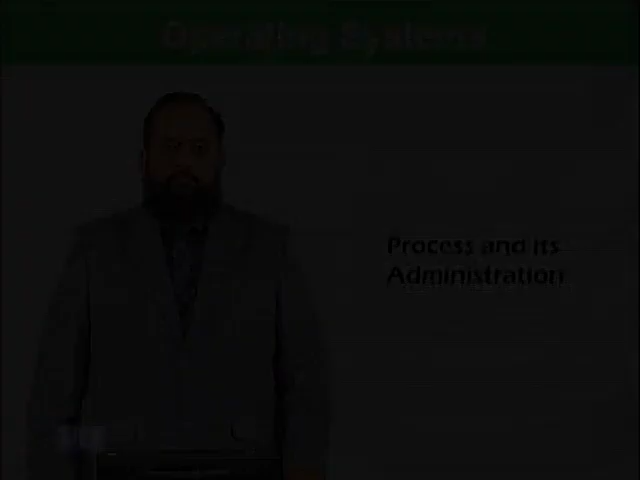 Operating Systems
Process and its
Administration